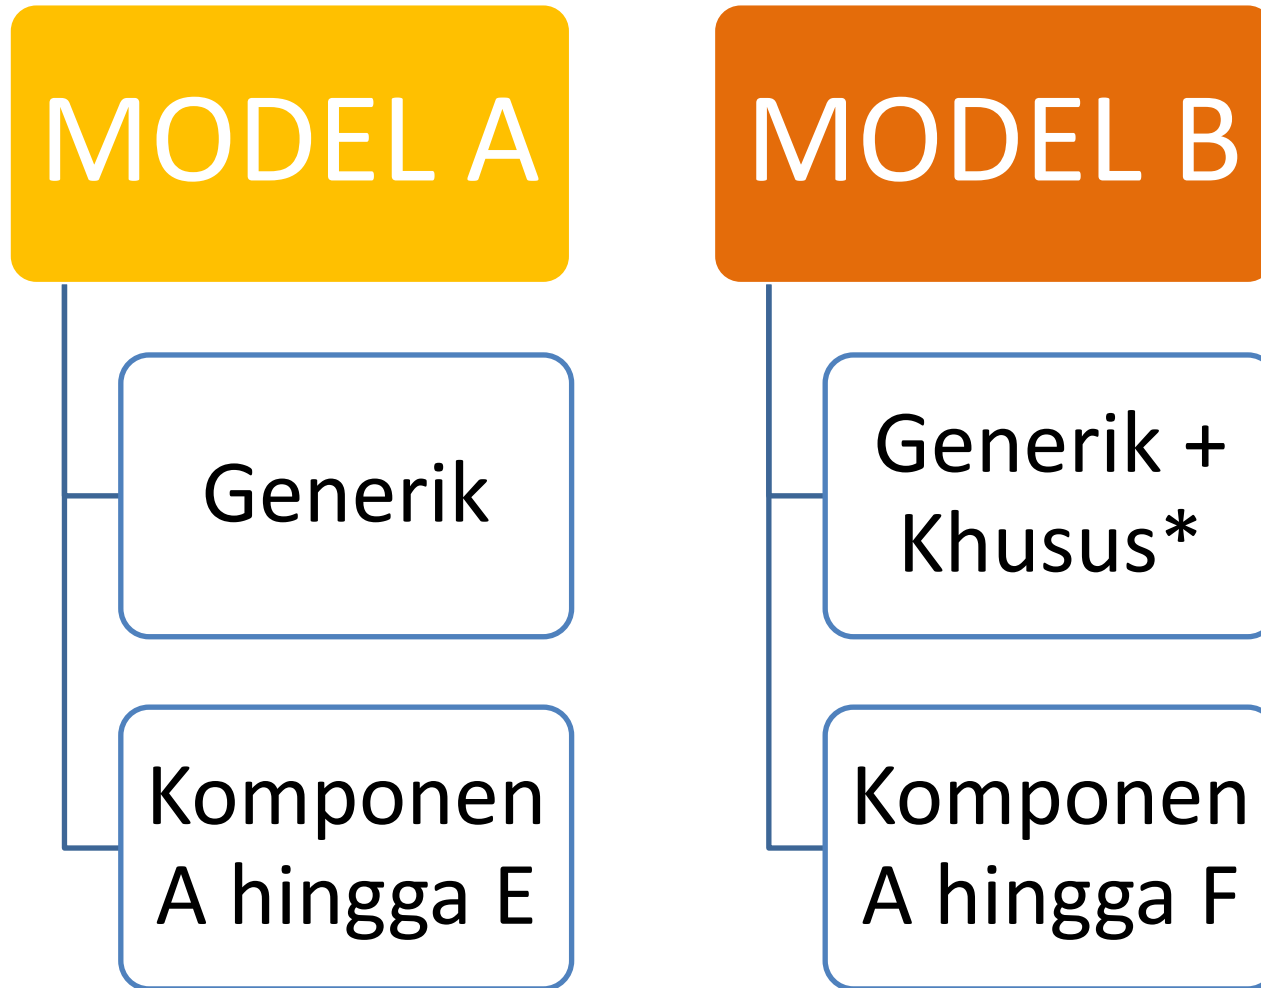 MODEL A
Generik
Komponen
A hingga E
MODEL B
Generik +
Khusus*
Komponen
A hingga F